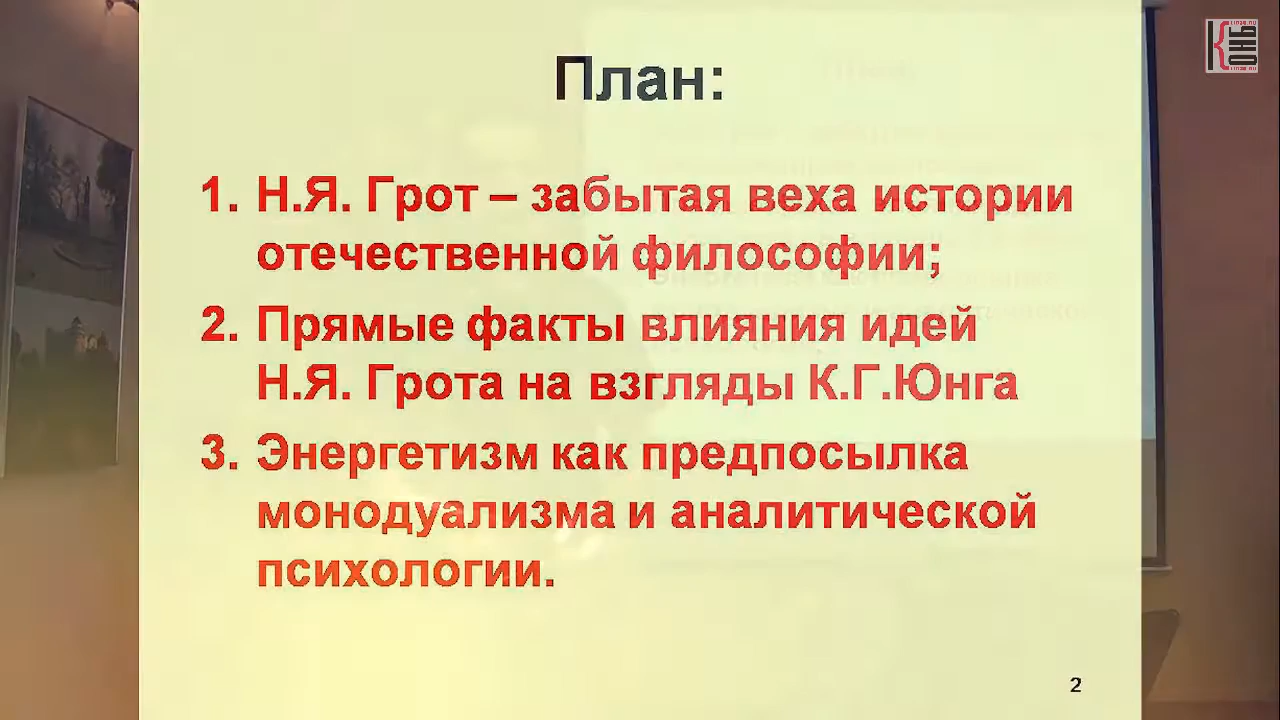 План:
1. Н.Я. Грот – забытая веха истории
отечественной философии;
2. Прямые факты влияния идей
Н.Я. Грота на взгляды К.Г.Юнга
3. Энергетизм как предпосылка
монодуализма и аналитической
психологии.
2